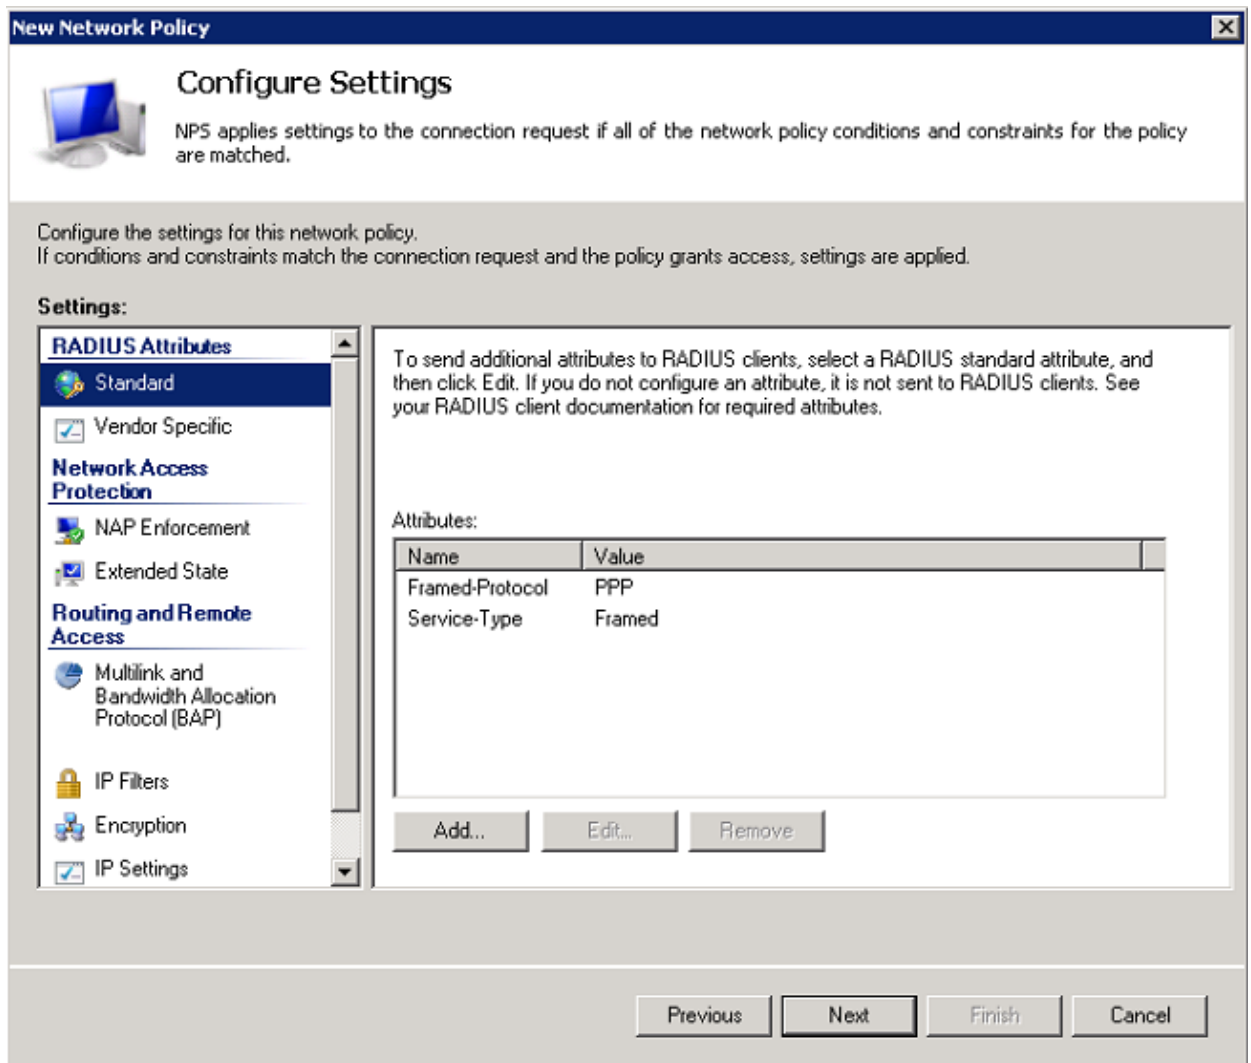 New Network Policy
Configure Settings
NPS applies settings to the connection request if all of the network policy conditions and constraints for the policy
are matched.
Configure the settings for this network policy.
If conditions and constraints match the connection request and the policy grants access, settings are applied.
Settings:
RADIUS Attributes
Standard
Vendor Specific
Network Access
Protection
NAP Enforcement
Extended State
Routing and Remote
Access
Multilink and
Bandwidth Allocation
Protocol (BAP)
IP Filters
Encryption
IP Settings
To send additional attributes to RADIUS clients, select a RADIUS standard attribute, and
then click Edit. If you do not configure an attribute, it is not sent to RADIUS clients. See
your RADIUS client documentation for required attributes.
Attributes:
Name Value
Framed-Protocol PPP
Service-Type Framed
Add... Edit... Remove
Previous Next Finish Cancel